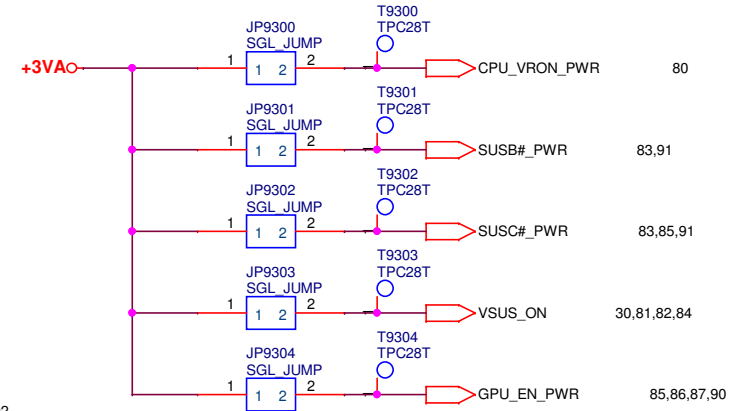 T9300
JP9300 TPC28T
SGL_JUMP
+3VA 1 1 2 2 CPU_VRON_PWR 80
T9301
JP9301 TPC28T
SGL_JUMP
1 1 2 2 SUSB#_PWR 83,91
T9302
JP9302 TPC28T
SGL_JUMP
1 1 2 2 SUSC#_PWR 83,85,91
T9303
JP9303 TPC28T
SGL_JUMP
1 1 2 2 VSUS_ON 30,81,82,84
T9304
JP9304 TPC28T
SGL_JUMP
1 1 2 2 GPU_EN_PWR 85,86,87,90